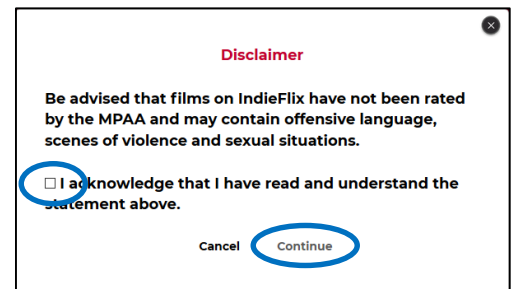 Disclaimer
Be advised that films on IndieFlix have not been rated
by the MPAA and may contain offensive language,
scenes of violence and sexual situations.
I acknowledge that I have read and understand the
statement above.
Cancel Continue